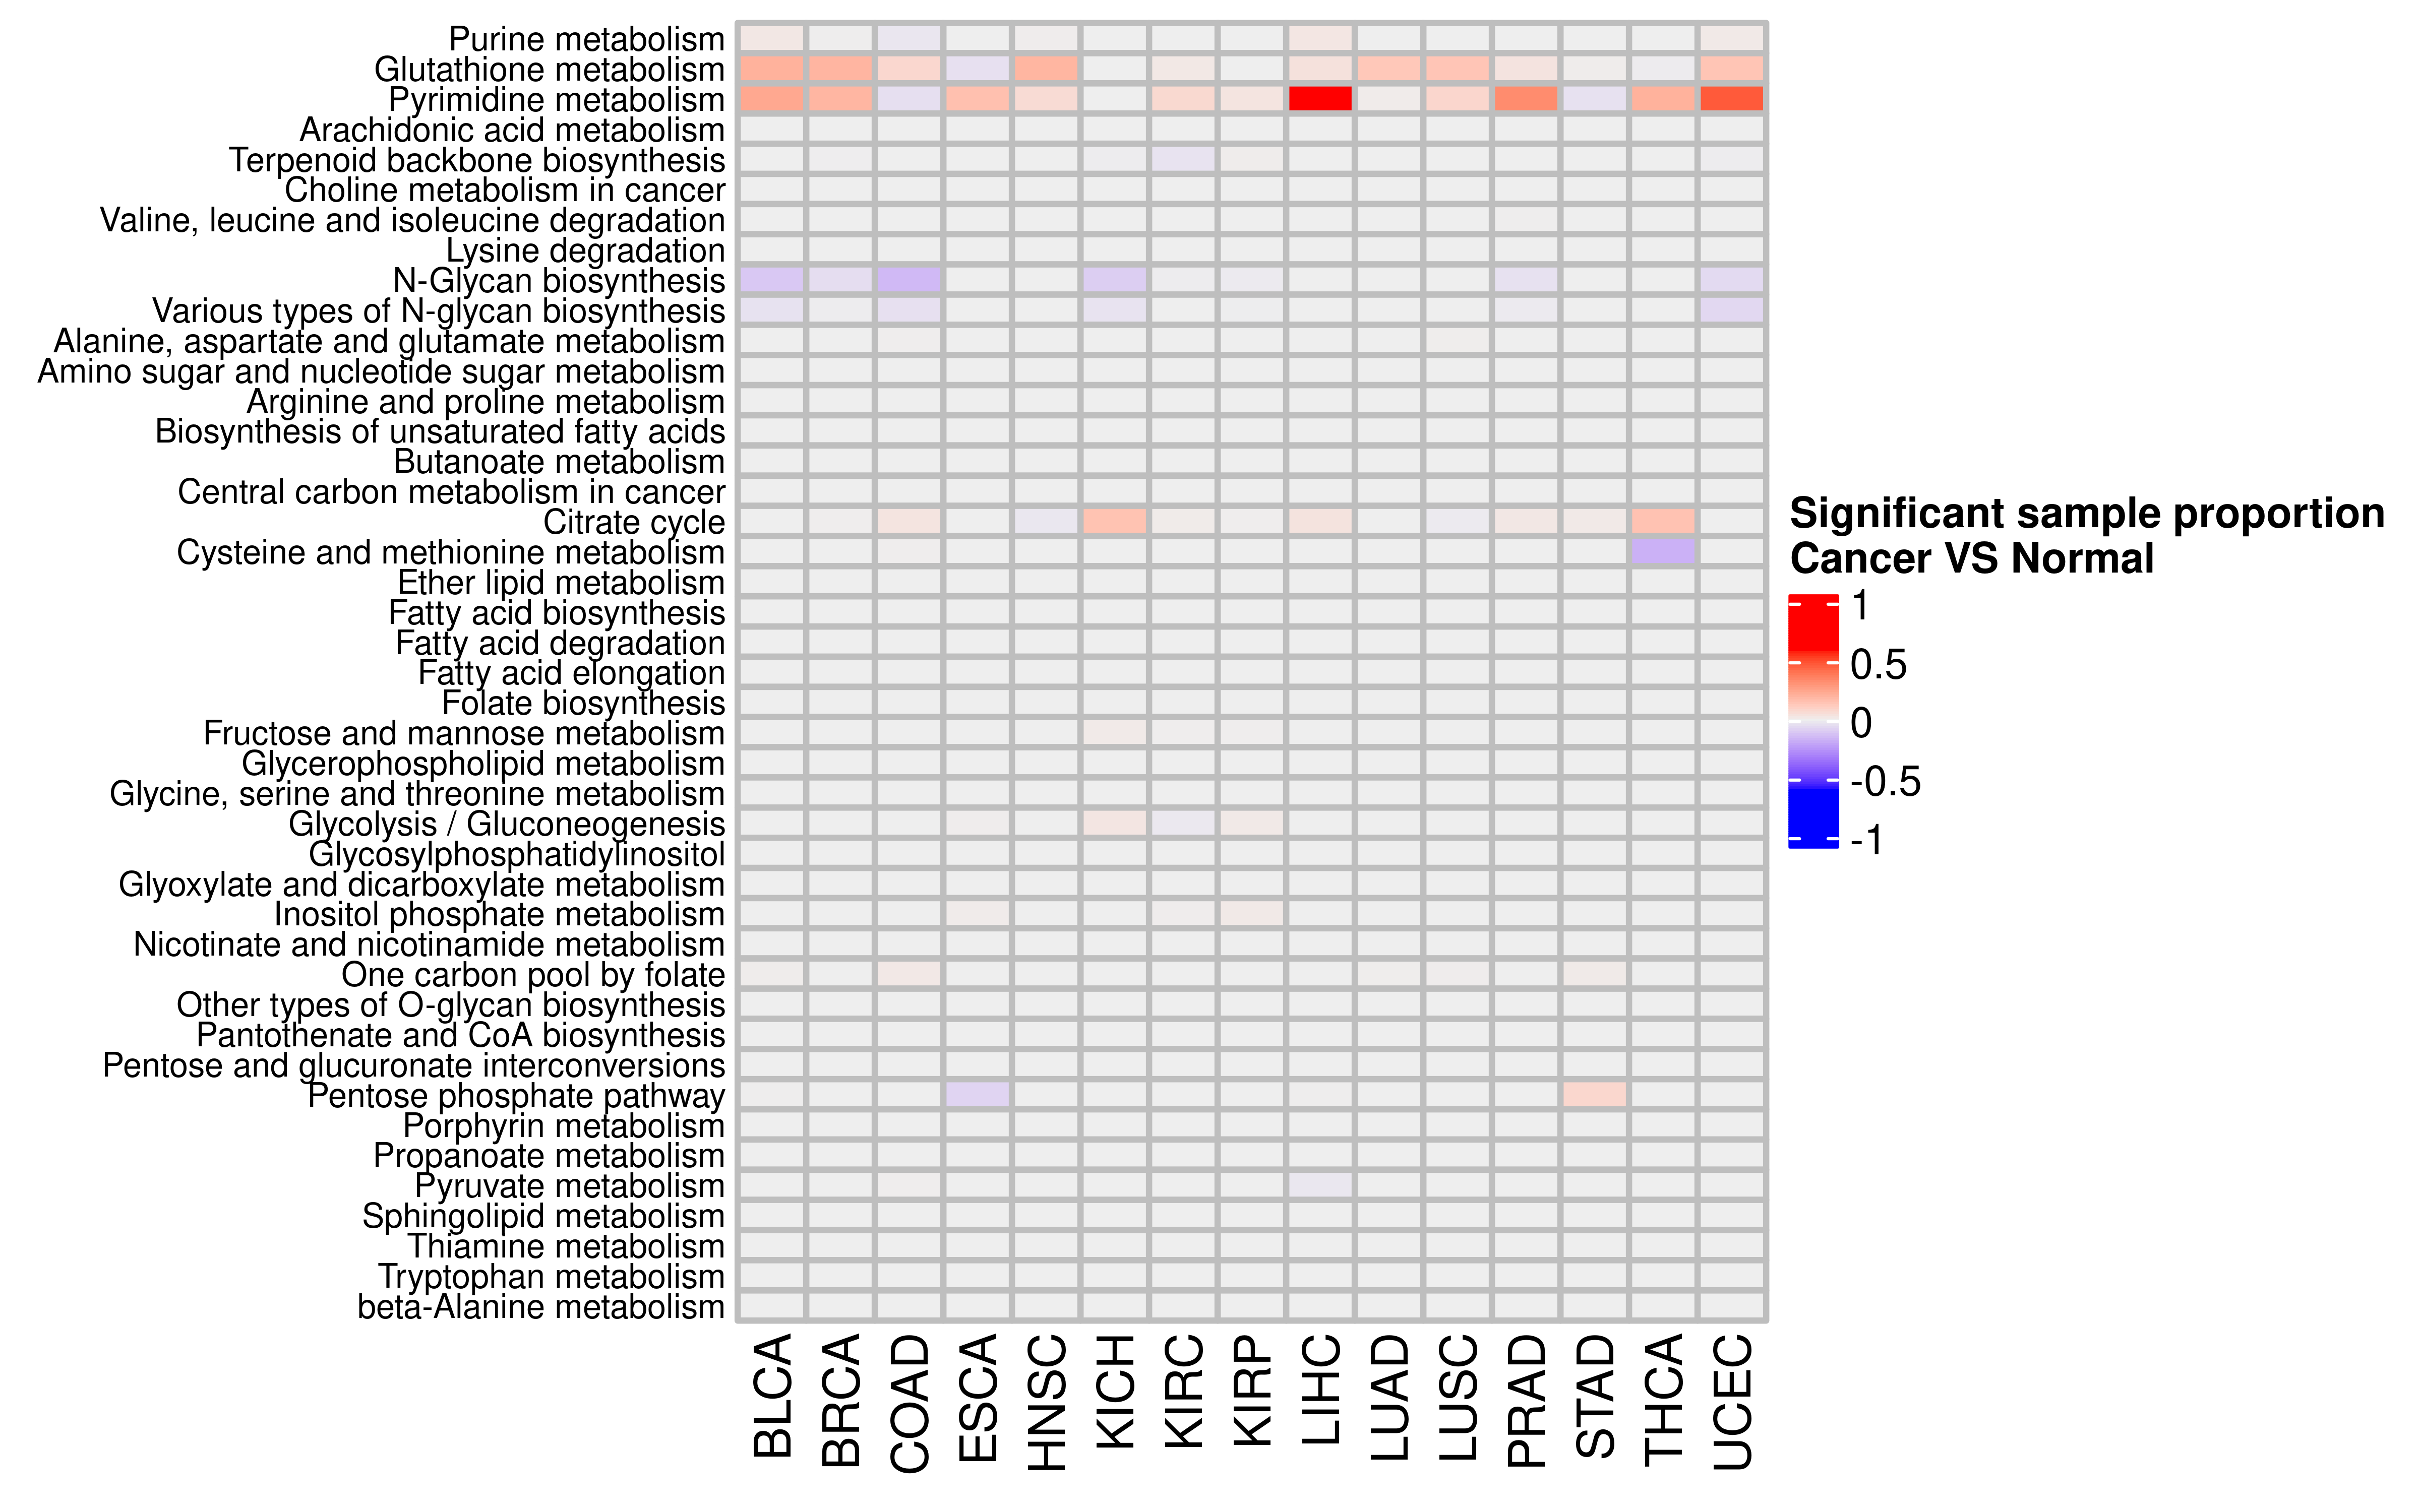 Purine metabolism
Glutathione metabolism
Pyrimidine metabolism
Arachidonic acid metabolism
Terpenoid backbone biosynthesis
Choline metabolism in cancer
Valine, leucine and isoleucine degradation
Lysine degradation
N-Glycan biosynthesis
Various types of N-glycan biosynthesis
Alanine, aspartate and glutamate metabolism
Amino sugar and nucleotide sugar metabolism
Arginine and proline metabolism
Biosynthesis of unsaturated fatty acids
Butanoate metabolism
Central carbon metabolism in cancer
Citrate cycle
Cysteine and methionine metabolism
Ether lipid metabolism
Fatty acid biosynthesis
Fatty acid degradation
Fatty acid elongation
Folate biosynthesis
Fructose and mannose metabolism
Glycerophospholipid metabolism
Glycine, serine and threonine metabolism
Glycolysis / Gluconeogenesis
Glycosylphosphatidylinositol
Glyoxylate and dicarboxylate metabolism
Inositol phosphate metabolism
Nicotinate and nicotinamide metabolism
One carbon pool by folate
Other types of O-glycan biosynthesis
Pantothenate and CoA biosynthesis
Pentose and glucuronate interconversions
Pentose phosphate pathway
Porphyrin metabolism
Propanoate metabolism
Pyruvate metabolism
Sphingolipid metabolism
Thiamine metabolism
Tryptophan metabolism
beta-Alanine metabolism
BLCA
BRCA
COAD
ESCA
HNSC
KICH
KIRC
KIRP
LIHC
LUAD
LUSC
PRAD
STAD
THCA
UCEC
Significant sample proportion
Cancer VS Normal
1
0.5
0
-0.5
-1